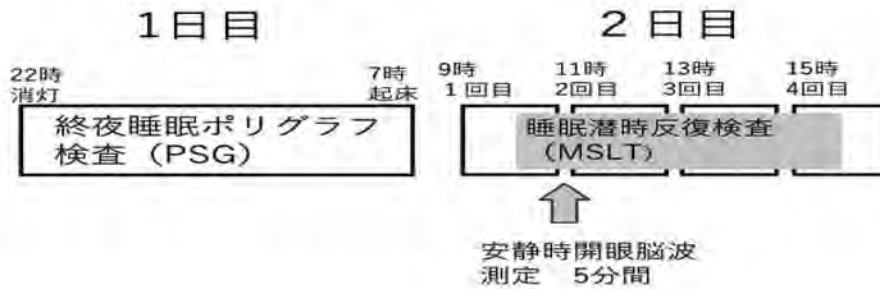 1日目
2日目
22時
消灯
7時
起床
9時
1回目
11時
2回目
13時
3回目
15時
4回目
終夜睡眠ポリグラフ
検査（PSG）
睡眠潜時反復検査
（MSLT）
安静時開眼脳波
測定　5分間